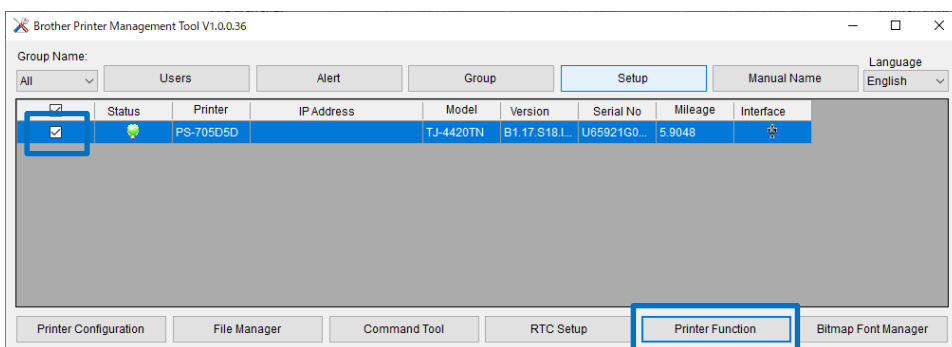 Brother Printer Management Tool V1.0.0.36
Group Name:
Language
All Users Alert Group Setup Manual Name English
Status Printer IP Address Model Version Serial No Mileage Interface
PS-705D5D TJ-4420TN B1.17.S18.I... U65921G0... 5.9048
Printer Configuration File Manager Command Tool RTC Setup Printer Function Bitmap Font Manager